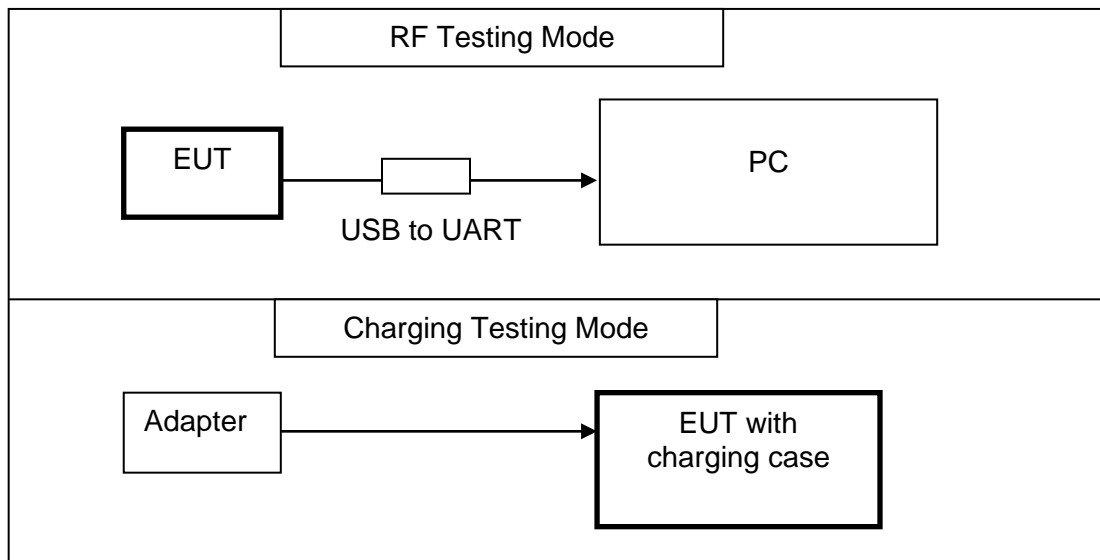 RF Testing Mode
EUT
PC
USB to UART
Charging Testing Mode
Adapter
EUT with
charging case